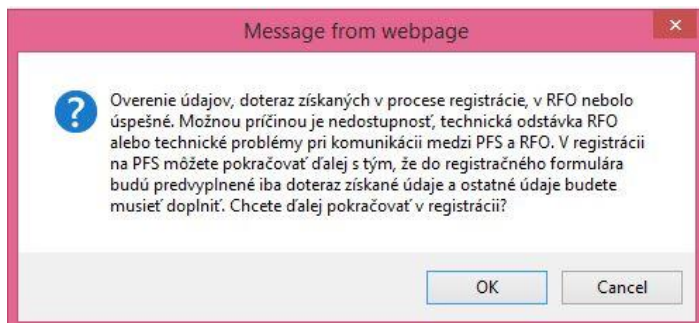 Message from webpage
x
Overenie údajov, doteraz získaných v procese registrácie, v RFO nebolo
úspešné. Možnou príčinou je nedostupnosť, technická odstávka RFO
alebo technické problémy pri komunikácii medzi PFS a RFO. V registrácii
na PFS môžete pokračovať ďalej s tým, že do registračného formulára
budú predvyplnené iba doteraz získané údaje a ostatné údaje budete
musieť doplniť. Chcete ďalej pokračovať v registrácii?
OK
Cancel